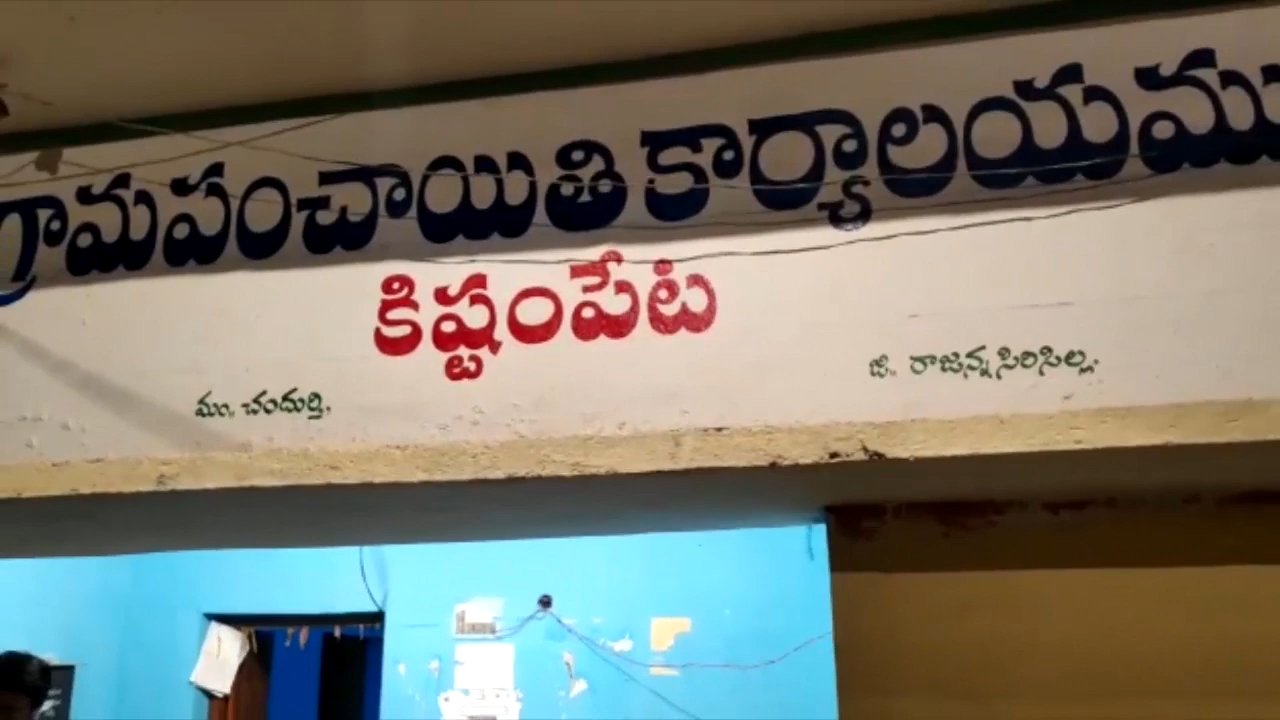 గ్రామపంచాయితి కార్యాలయము
కిష్టంపేట
మం॥ చందుర్తి,
జి॥ రాజన్న సిరిసిల్ల.